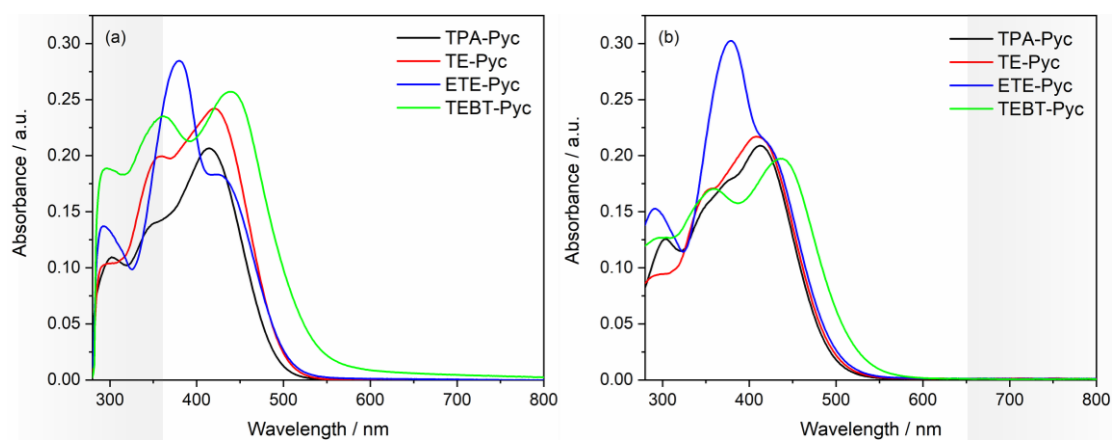 (a)
TPA-Pyc
TE-Pyc
ETE-Pyc
TEBT-Pyc
Absorbance / a.u.
0.30
0.25
0.20
0.15
0.10
0.05
0.00
300 400 500 600 700 800
Wavelength / nm
(b)
TPA-Pyc
TE-Pyc
ETE-Pyc
TEBT-Pyc
Absorbance / a.u.
0.30
0.25
0.20
0.15
0.10
0.05
0.00
300 400 500 600 700 800
Wavelength / nm